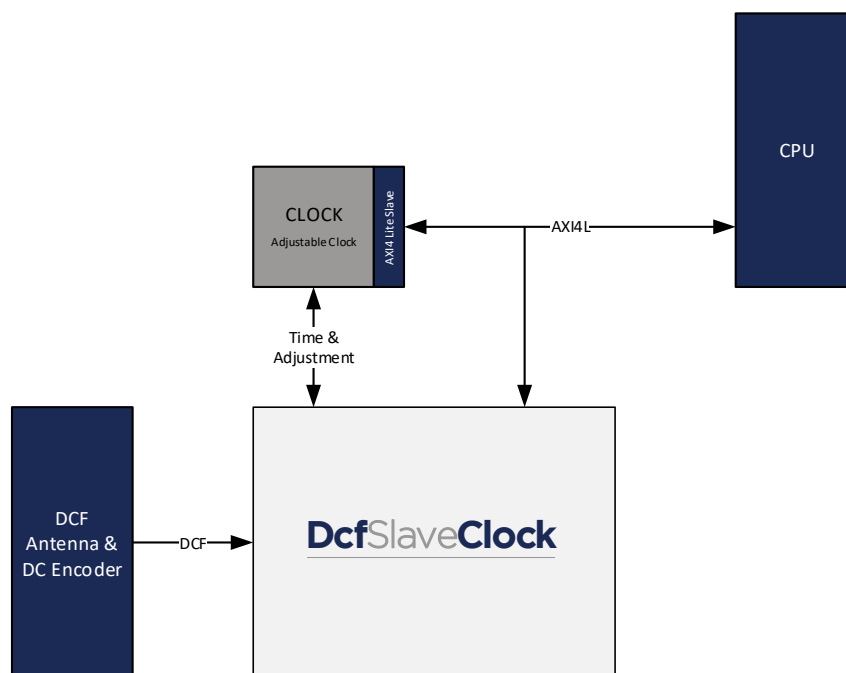 CPU
CLOCK
Adjustable Clock
AXI4 Lite Slave
AXI4L
Time &
Adjustment
DCF
Antenna &
DC Encoder
DCF
DcfSlaveClock